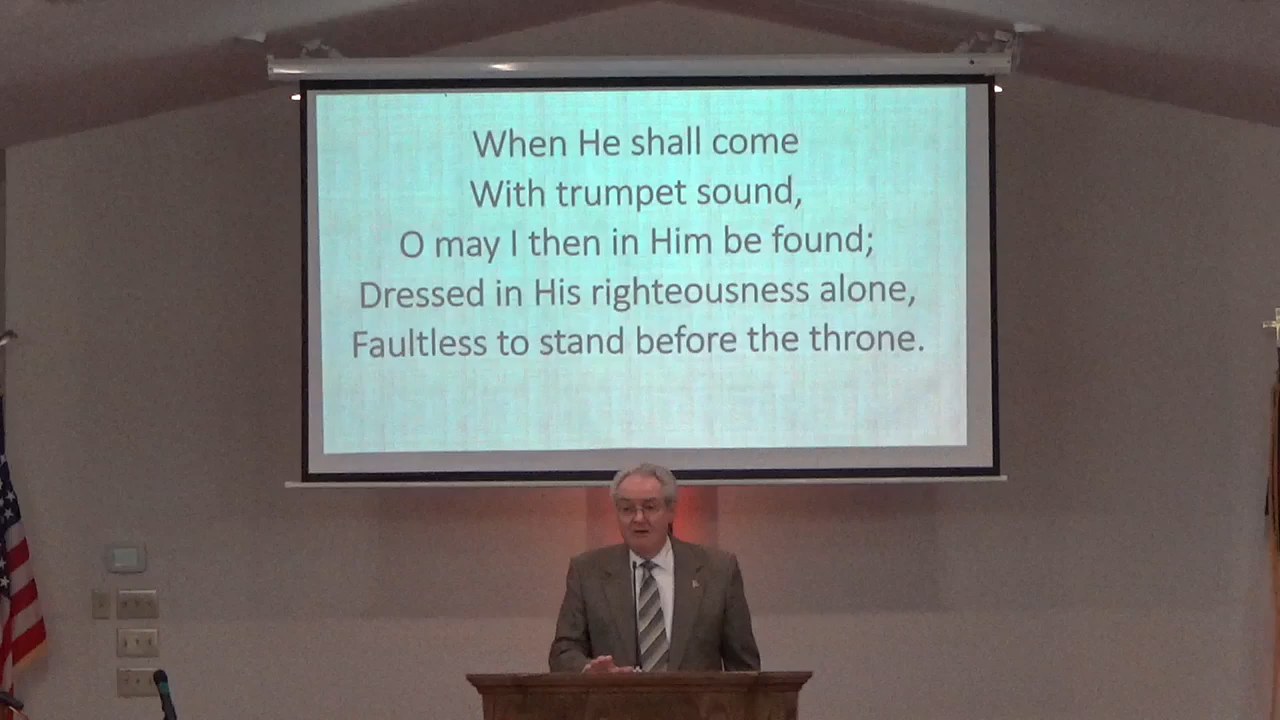 When He shall come
With trumpet sound,
O may I then in Him be found;
Dressed in His righteousness alone,
Faultless to stand before the throne.